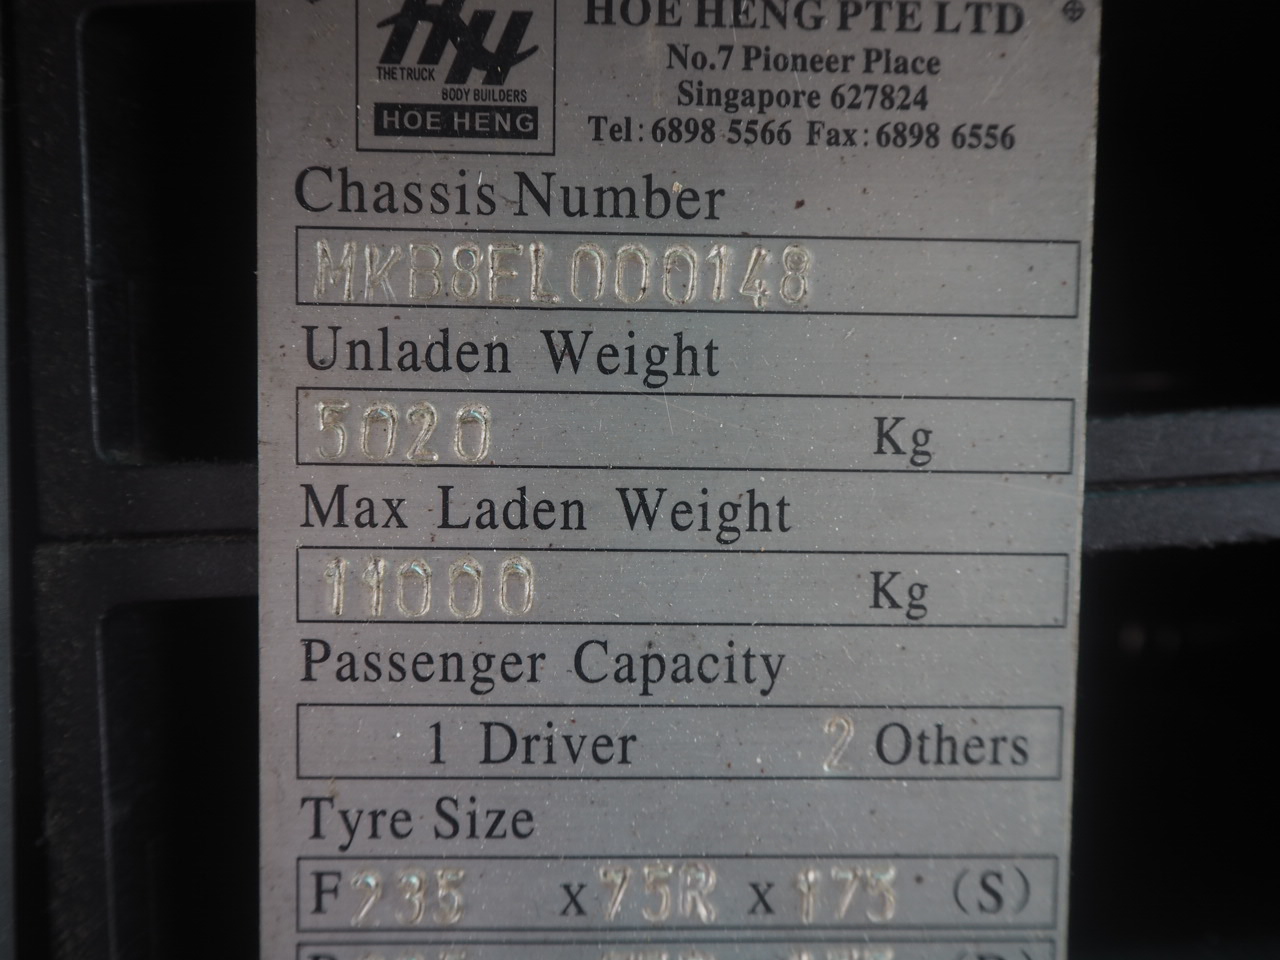 HH
THE TRUCK
BODY BUILDERS
HOE HENG
HOE HENG PTE LTD
No.7 Pioneer Place
Singapore 627824
Tel: 6898 5566 Fax: 6898 6556
Chassis Number
MKB8EL000148
Unladen Weight
5020 Kg
Max Laden Weight
11000 Kg
Passenger Capacity
1 Driver 2 Others
Tyre Size
F 235 x 75R x 175 (S)